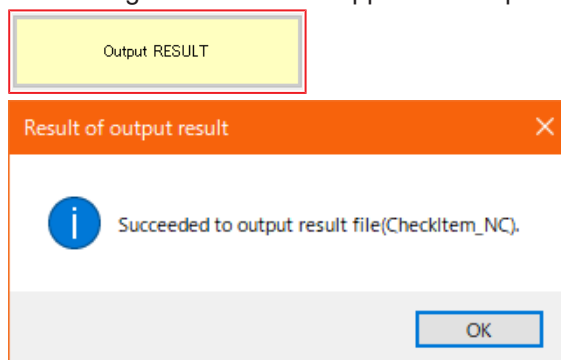 Output RESULT
Result of output result
Succeeded to output result file(CheckItem_NC).
OK